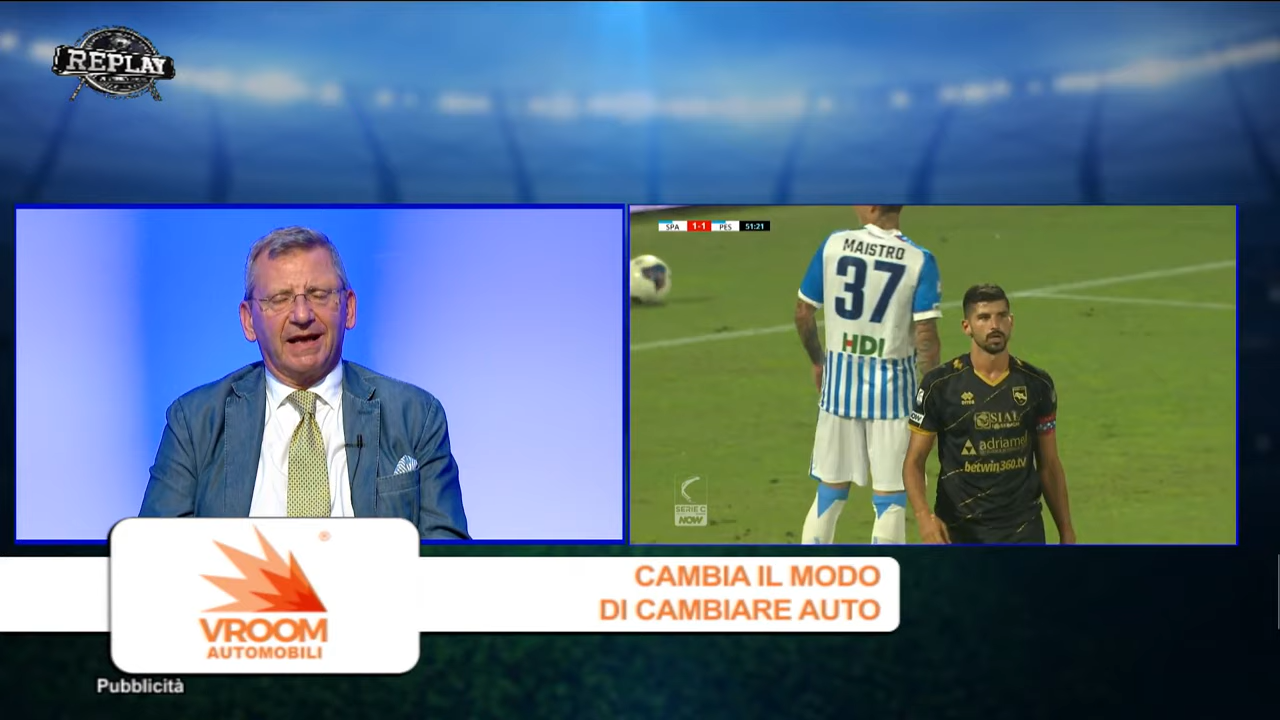 REPLAY
SPA 1-1 PES 51:21
MAISTRO
37
HDI
SIAL
adriamel
betwin360.tv
SERIE C
NOW
CAMBIA IL MODO
DI CAMBIARE AUTO
VROOM
AUTOMOBILI
®
Pubblicità